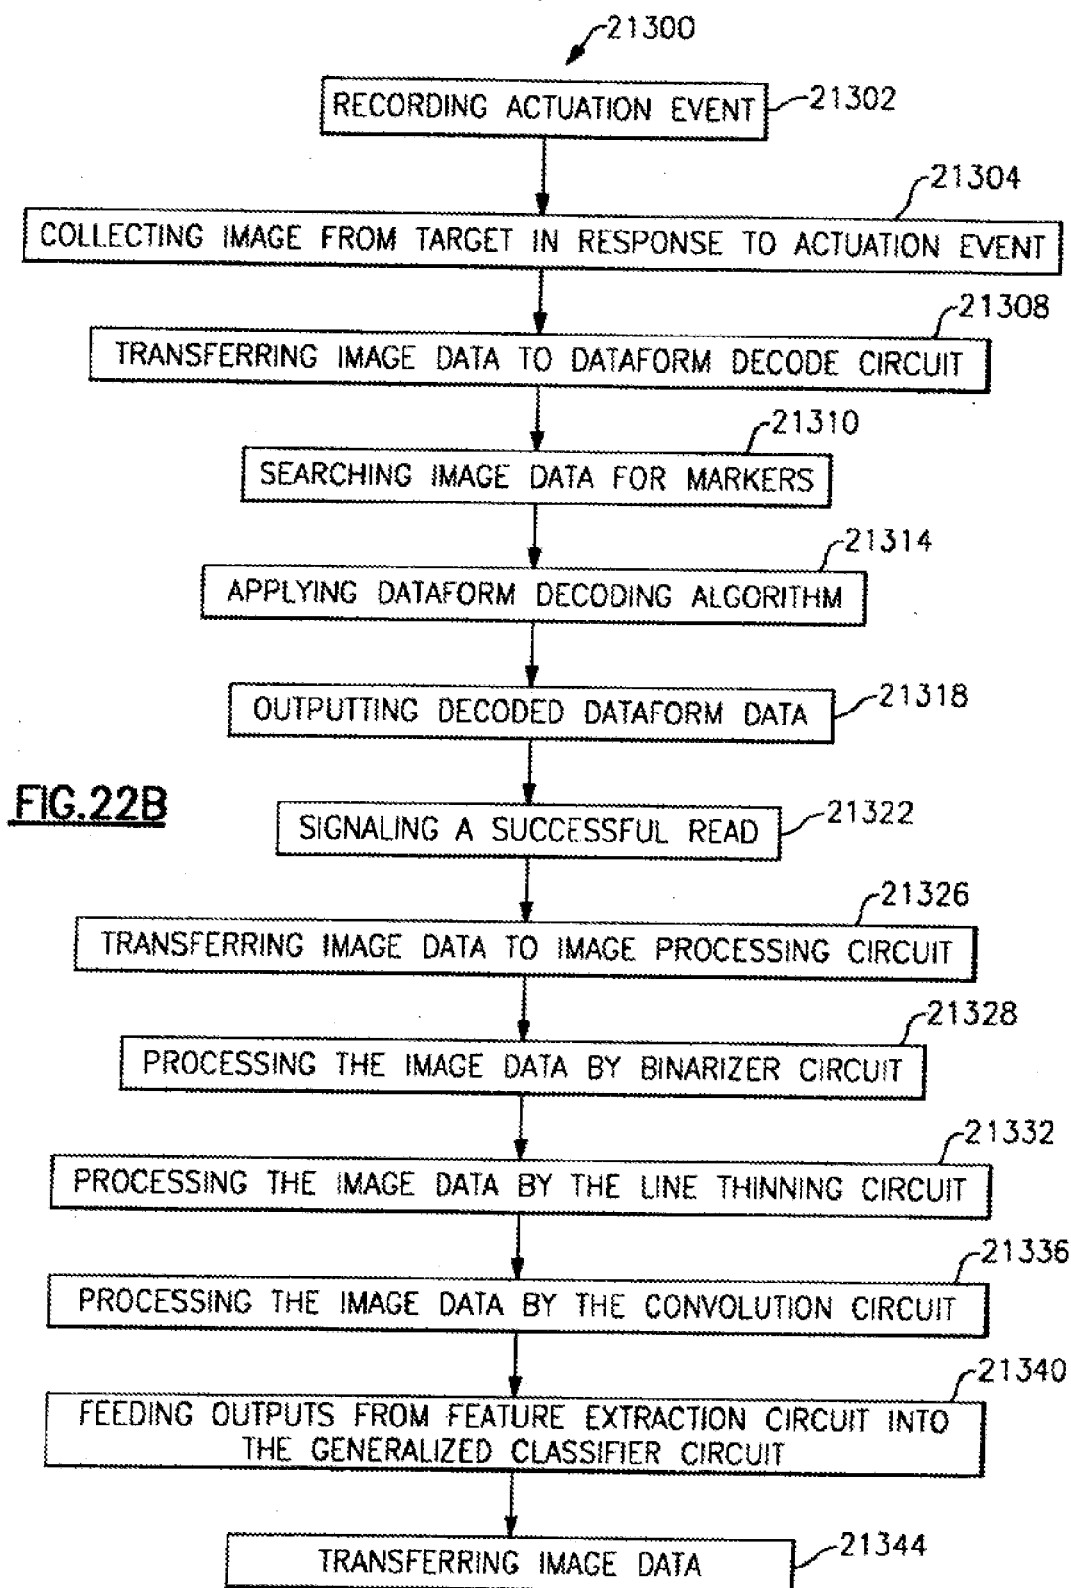 21300
RECORDING ACTUATION EVENT
21302
21304
COLLECTING IMAGE FROM TARGET IN RESPONSE TO ACTUATION EVENT
21308
TRANSFERRING IMAGE DATA TO DATAFORM DECODE CIRCUIT
21310
SEARCHING IMAGE DATA FOR MARKERS
21314
APPLYING DATAFORM DECODING ALGORITHM
OUTPUTTING DECODED DATAFORM DATA
21318
FIG.22B
SIGNALING A SUCCESSFUL READ
21322
21326
TRANSFERRING IMAGE DATA TO IMAGE PROCESSING CIRCUIT
21328
PROCESSING THE IMAGE DATA BY BINARIZER CIRCUIT
21332
PROCESSING THE IMAGE DATA BY THE LINE THINNING CIRCUIT
21336
PROCESSING THE IMAGE DATA BY THE CONVOLUTION CIRCUIT
21340
FEEDING OUTPUTS FROM FEATURE EXTRACTION CIRCUIT INTO
THE GENERALIZED CLASSIFIER CIRCUIT
TRANSFERRING IMAGE DATA
21344